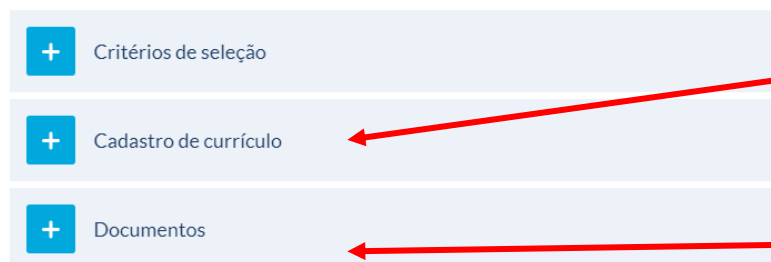 Critérios de seleção
Cadastro de currículo
Documentos